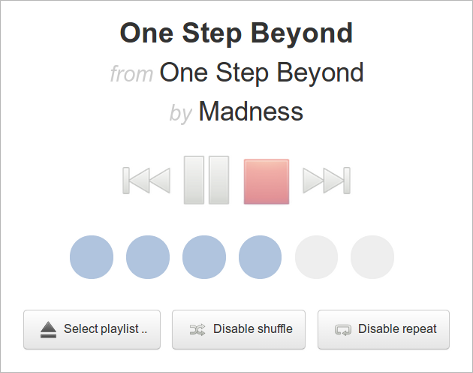 One Step Beyond
from One Step Beyond
by Madness
Select playlist ..
Disable shuffle
Disable repeat